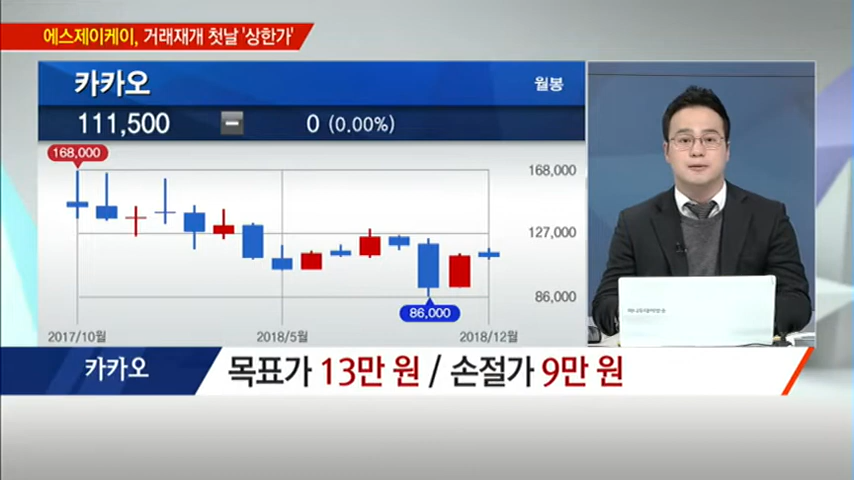 에스제이케이, 거래재개 첫날 '상한가'
카카오
월봉
111,500
0 (0.00%)
168,000
168,000
127,000
86,000
86,000
2017/10월
2018/5월
2018/12월
카카오
목표가 13만 원 / 손절가 9만 원